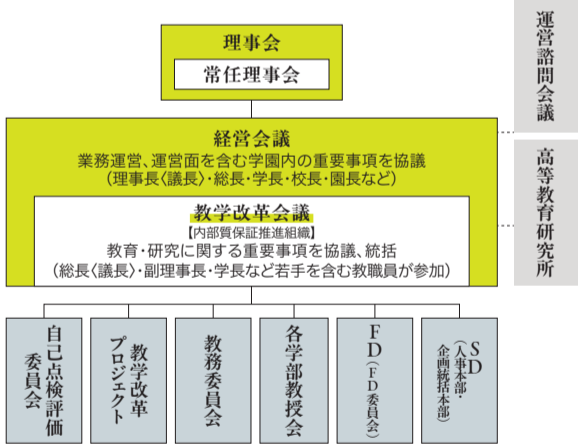 理事会
常任理事会
経営会議
業務運営、運営面を含む学園内の重要事項を協議
(理事長〈議長〉・総長・学長・校長・園長など)
教学改革会議
【内部質保証推進組織】
教育・研究に関する重要事項を協議、統括
(総長〈議長〉・副理事長・学長など若手を含む教職員が参加)
運営諮問会議
高等教育研究所
自己点検評価
委員会
教学改革
プロジェクト
教務委員会
各学部教授会
FD(FD委員会)
SD
(人事本部・
企画統括本部)